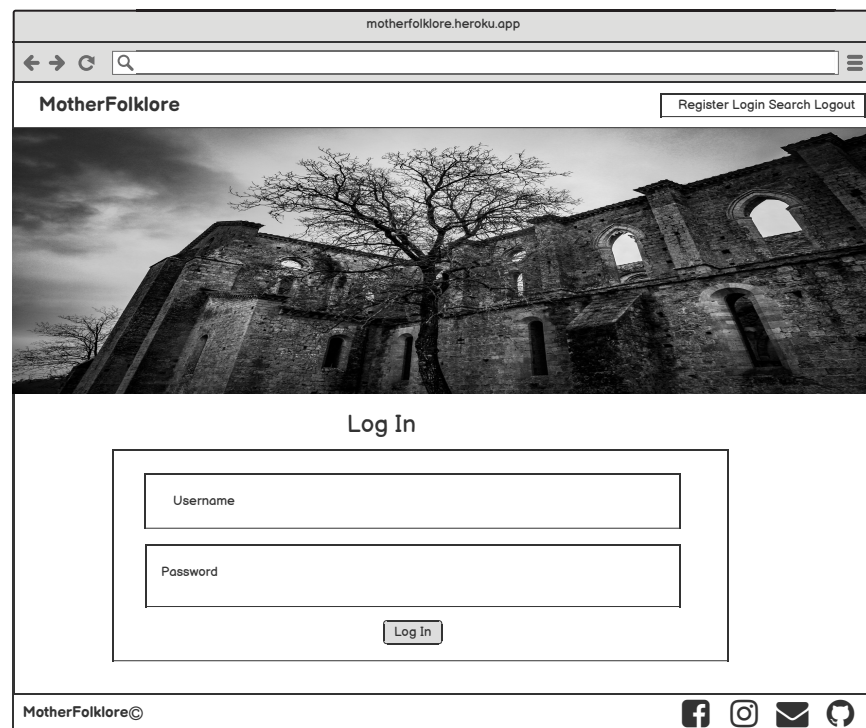 motherfolklore.heroku.app
MotherFolklore
Register Login Search Logout
Log In
Username
Password
Log In
MotherFolklore©